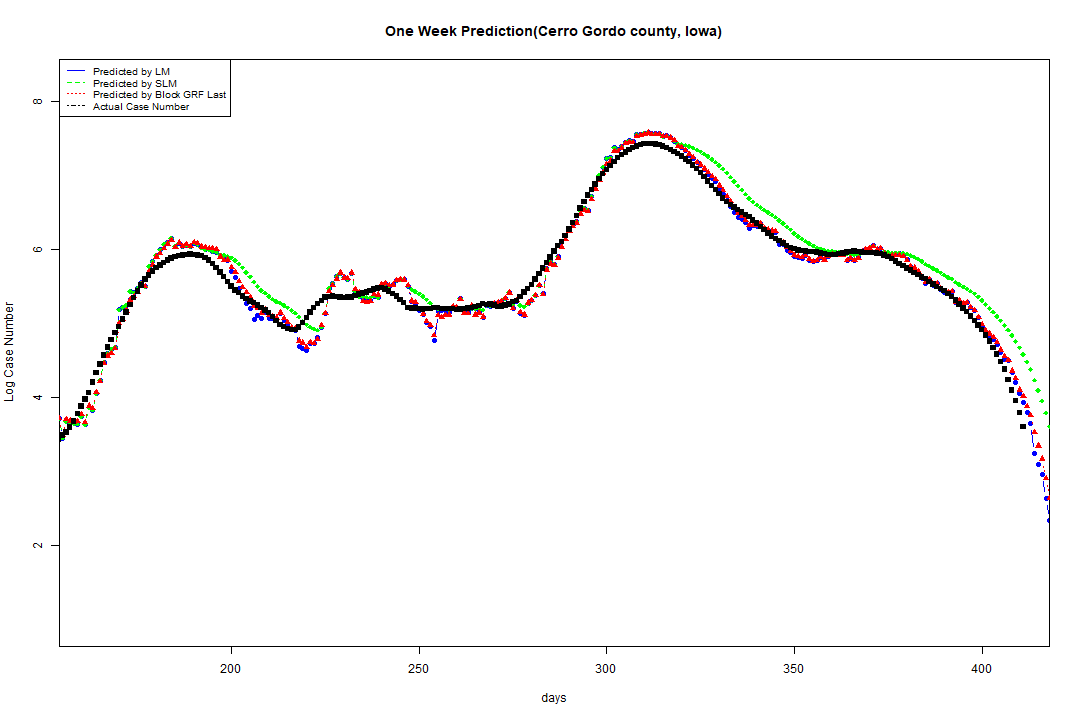 One Week Prediction(Cerro Gordo county, Iowa)
Predicted by LM
Predicted by SLM
Predicted by Block GRF Last
Actual Case Number
8
6
4
2
Log Case Number
200 250 300 350 400
days